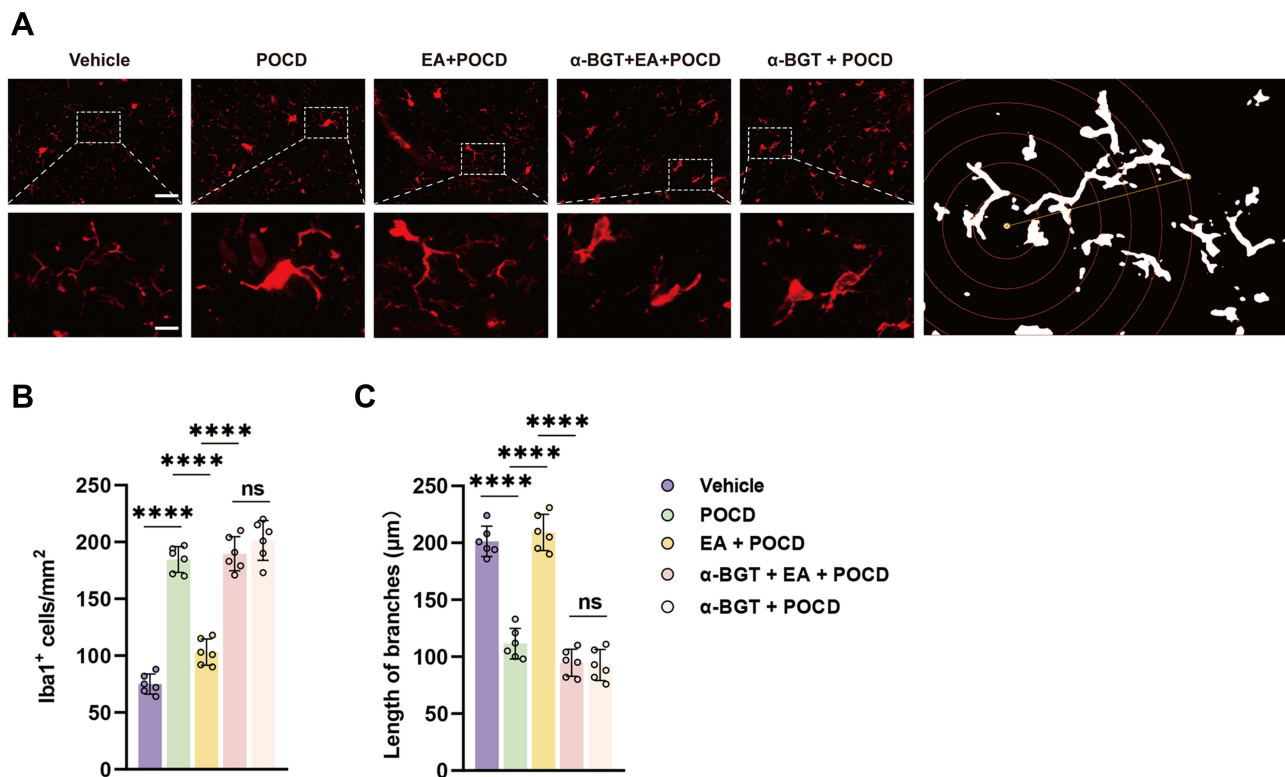 A
Vehicle
POCD
EA+POCD
α-BGT+EA+POCD
α-BGT + POCD
B
Iba1⁺ cells/mm²
250
200
150
100
50
0
****
****
****
ns
C
Length of branches (μm)
250
200
150
100
50
0
****
****
****
ns
Vehicle
POCD
EA + POCD
α-BGT + EA + POCD
α-BGT + POCD